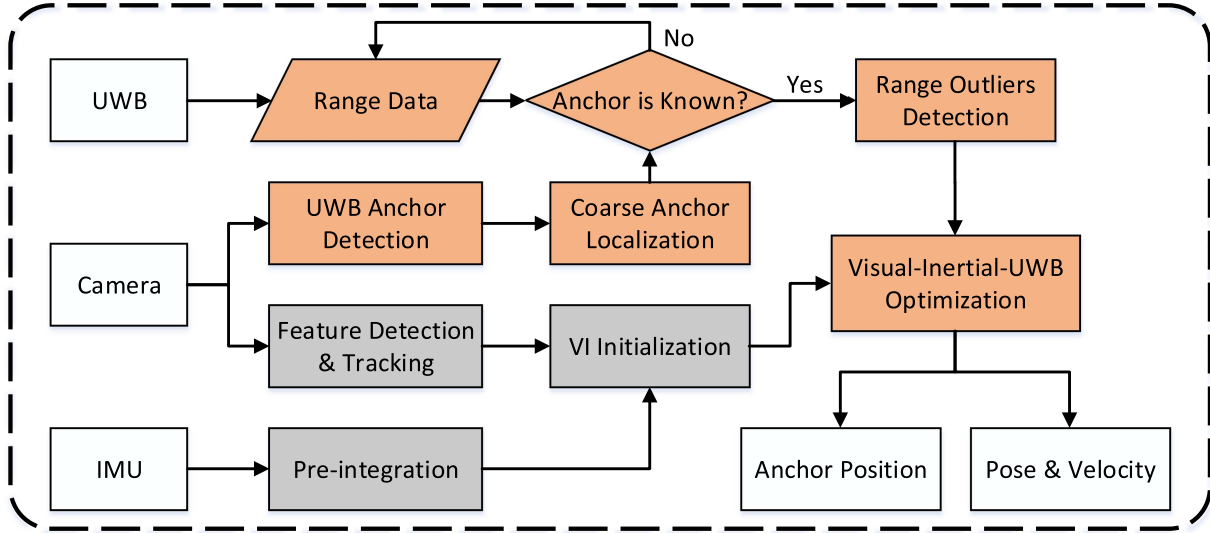 No
UWB
Range Data
Anchor is Known?
Yes
Range Outliers
Detection
UWB Anchor
Detection
Coarse Anchor
Localization
Camera
Visual-Inertial-UWB
Optimization
Feature Detection
& Tracking
VI Initialization
IMU
Pre-integration
Anchor Position
Pose & Velocity